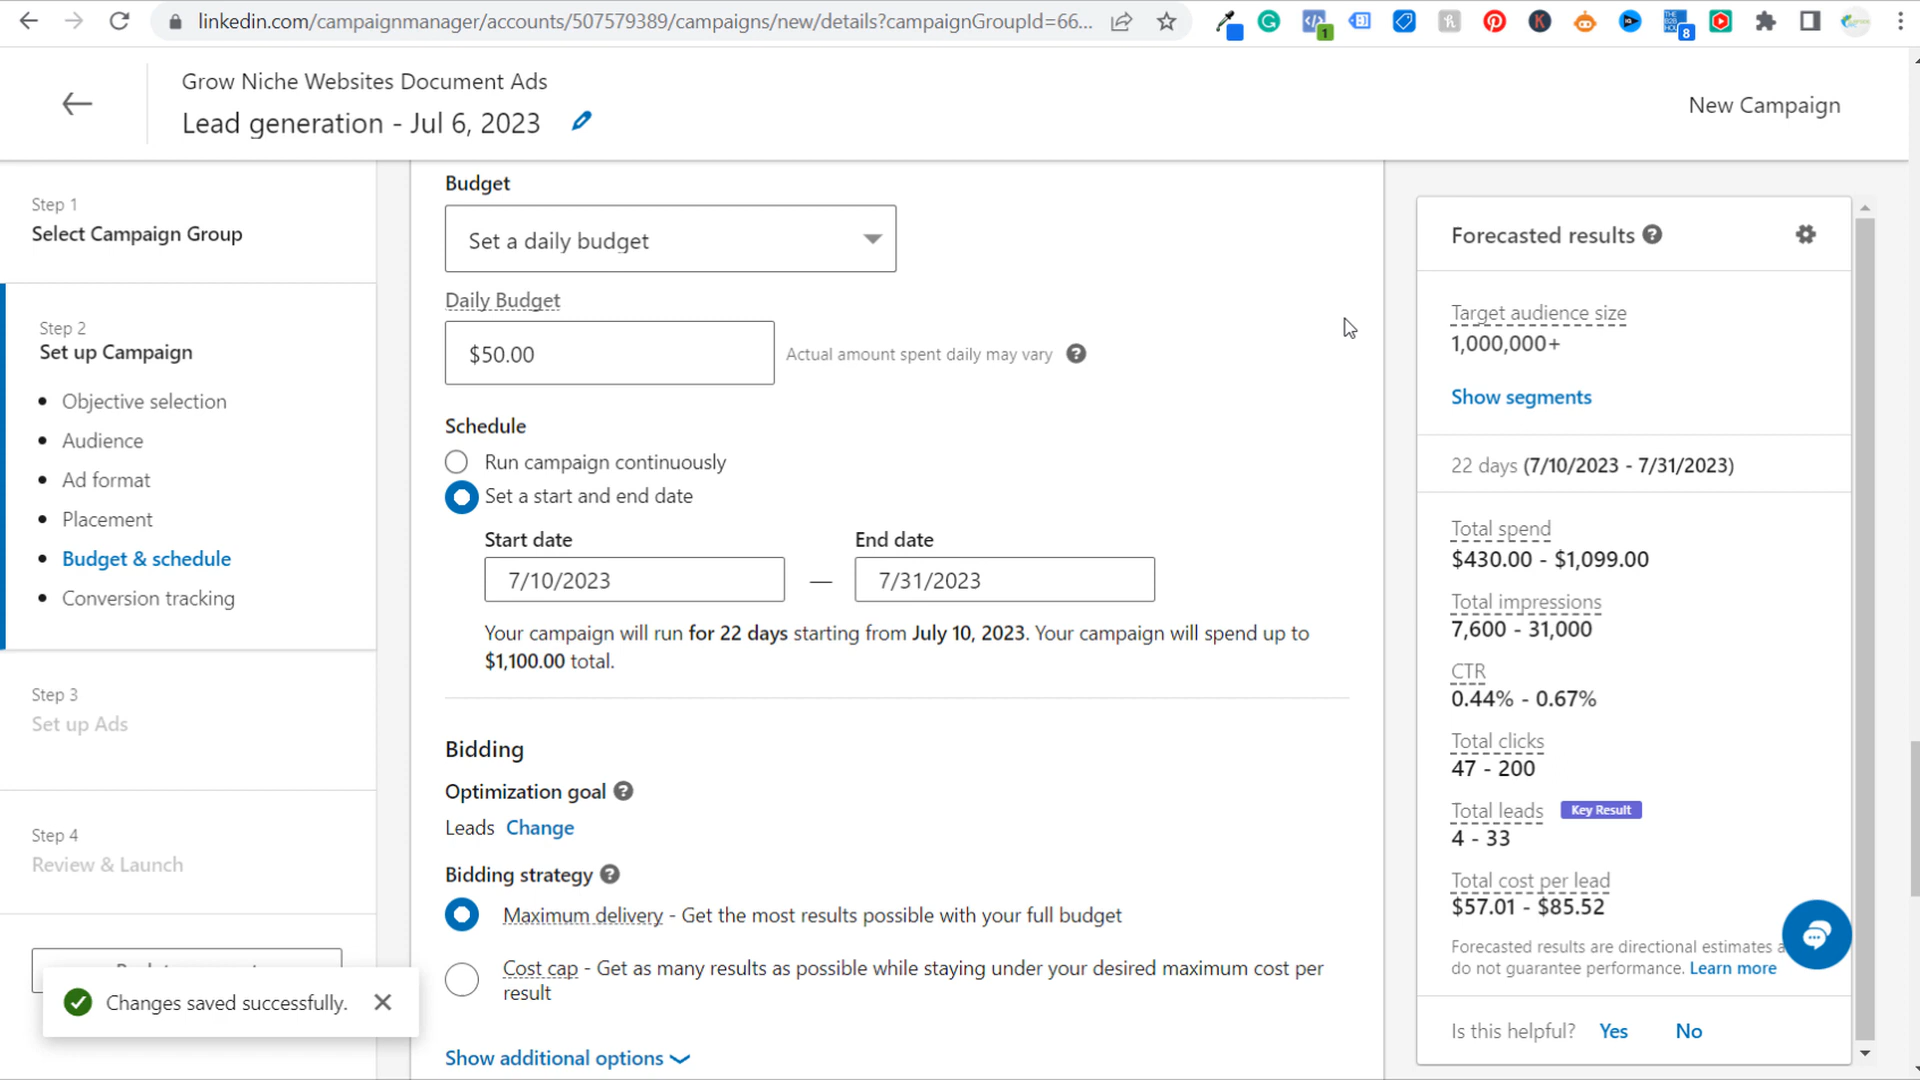 linkedin.com/campaignmanager/accounts/507579389/campaigns/new/details?campaignGroupId=66...
1
8
Grow Niche Websites Document Ads
Lead generation - Jul 6, 2023
New Campaign
Step 1
Select Campaign Group
Step 2
Set up Campaign
Objective selection
Audience
Ad format
Placement
Budget & schedule
Conversion tracking
Step 3
Set up Ads
Step 4
Review & Launch
Changes saved successfully.
Budget
Set a daily budget
Daily Budget
$50.00
Actual amount spent daily may vary
Schedule
Run campaign continuously
Set a start and end date
Start date
End date
7/10/2023
—
7/31/2023
Your campaign will run for 22 days starting from July 10, 2023. Your campaign will spend up to
$1,100.00 total.
Bidding
Optimization goal
Leads Change
Bidding strategy
Maximum delivery - Get the most results possible with your full budget
Cost cap - Get as many results as possible while staying under your desired maximum cost per
result
Show additional options
Forecasted results
Target audience size
1,000,000+
Show segments
22 days (7/10/2023 - 7/31/2023)
Total spend
$430.00 - $1,099.00
Total impressions
7,600 - 31,000
CTR
0.44% - 0.67%
Total clicks
47 - 200
Total leads Key Result
4 - 33
Total cost per lead
$57.01 - $85.52
Forecasted results are directional estimates
do not guarantee performance. Learn more
Is this helpful? Yes No